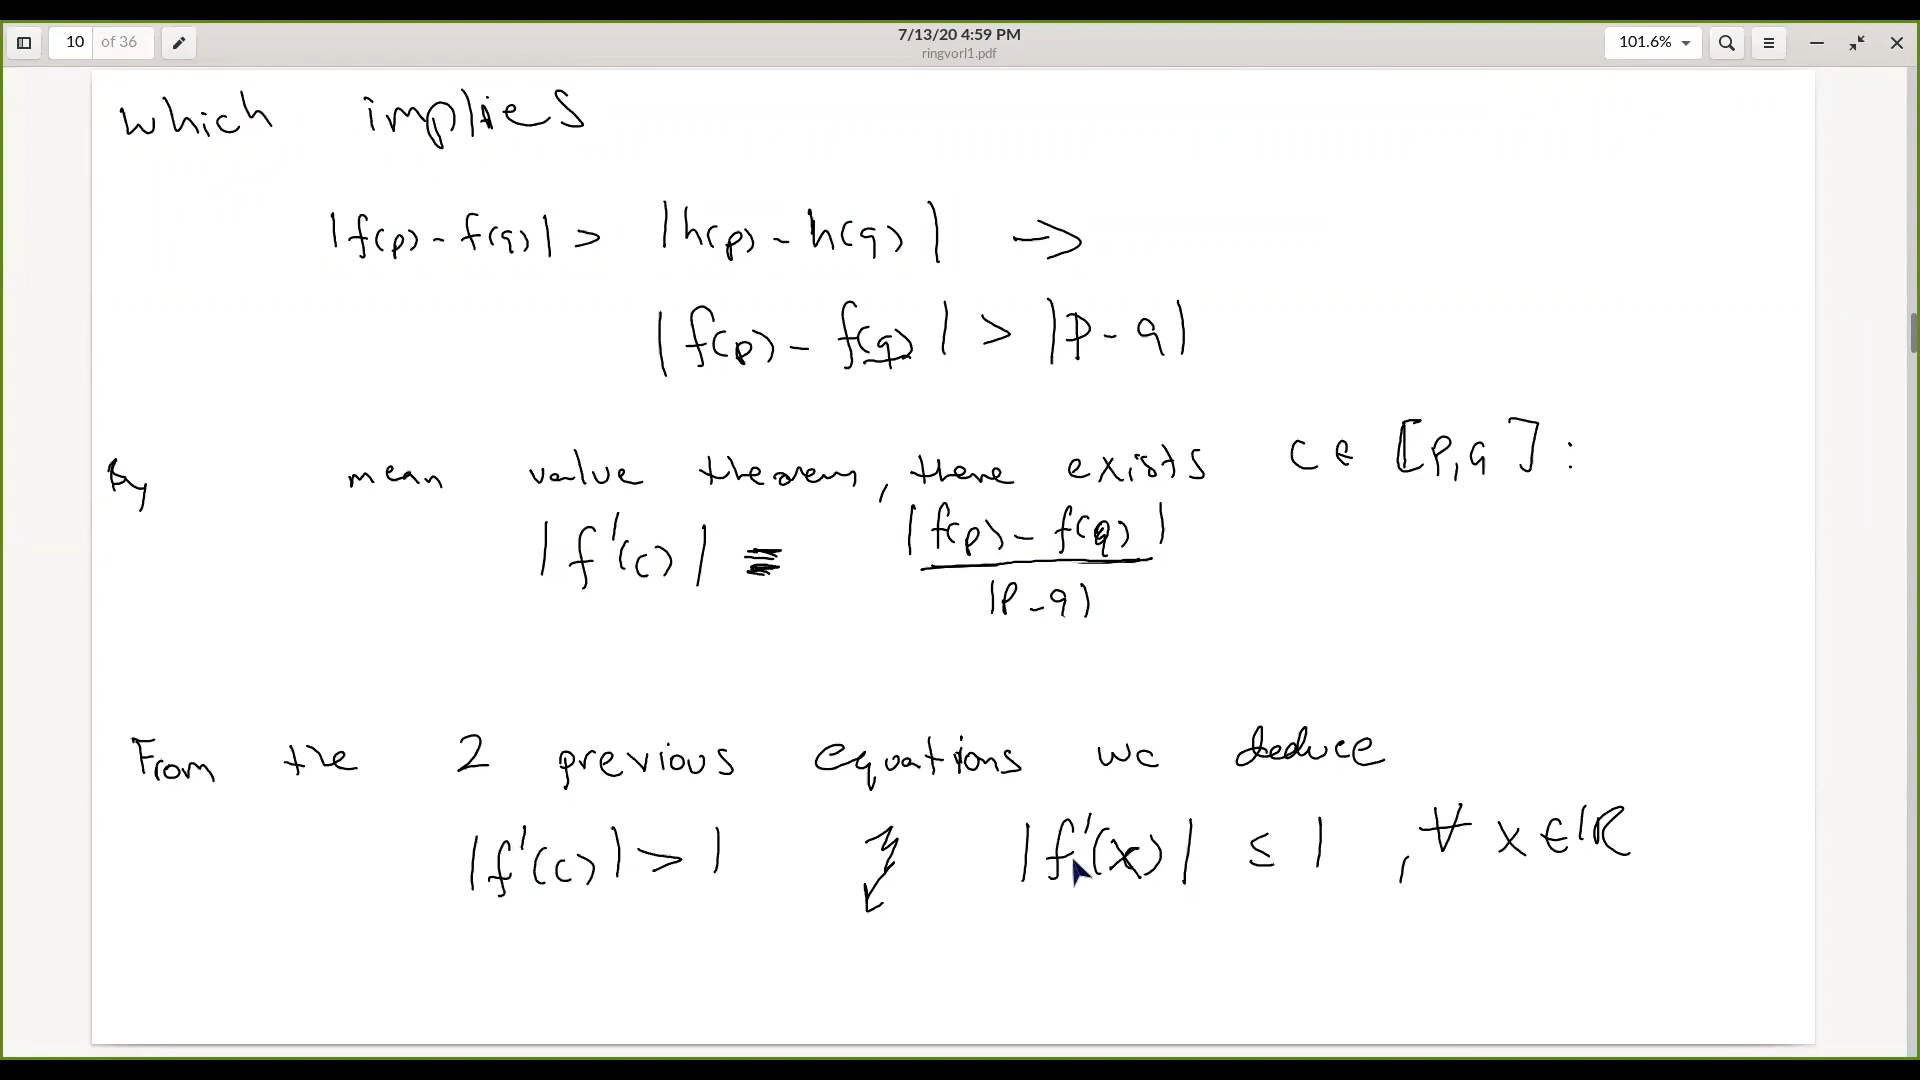 10 of 36
7/13/20 4:59 PM
ringvorl1.pdf
101.6%
which implies
|f(p) - f(q)| > |h(p) - h(q)| →
|f(p) - f(q)| > |p - q|
By mean value theorem, there exists c ∈ [p,q]:
|f'(c)| = |f(p) - f(q)| / |p - q|
From the 2 previous equations we deduce
|f'(c)| > 1 ↯ |f'(x)| ≤ 1, ∀ x ∈ ℝ